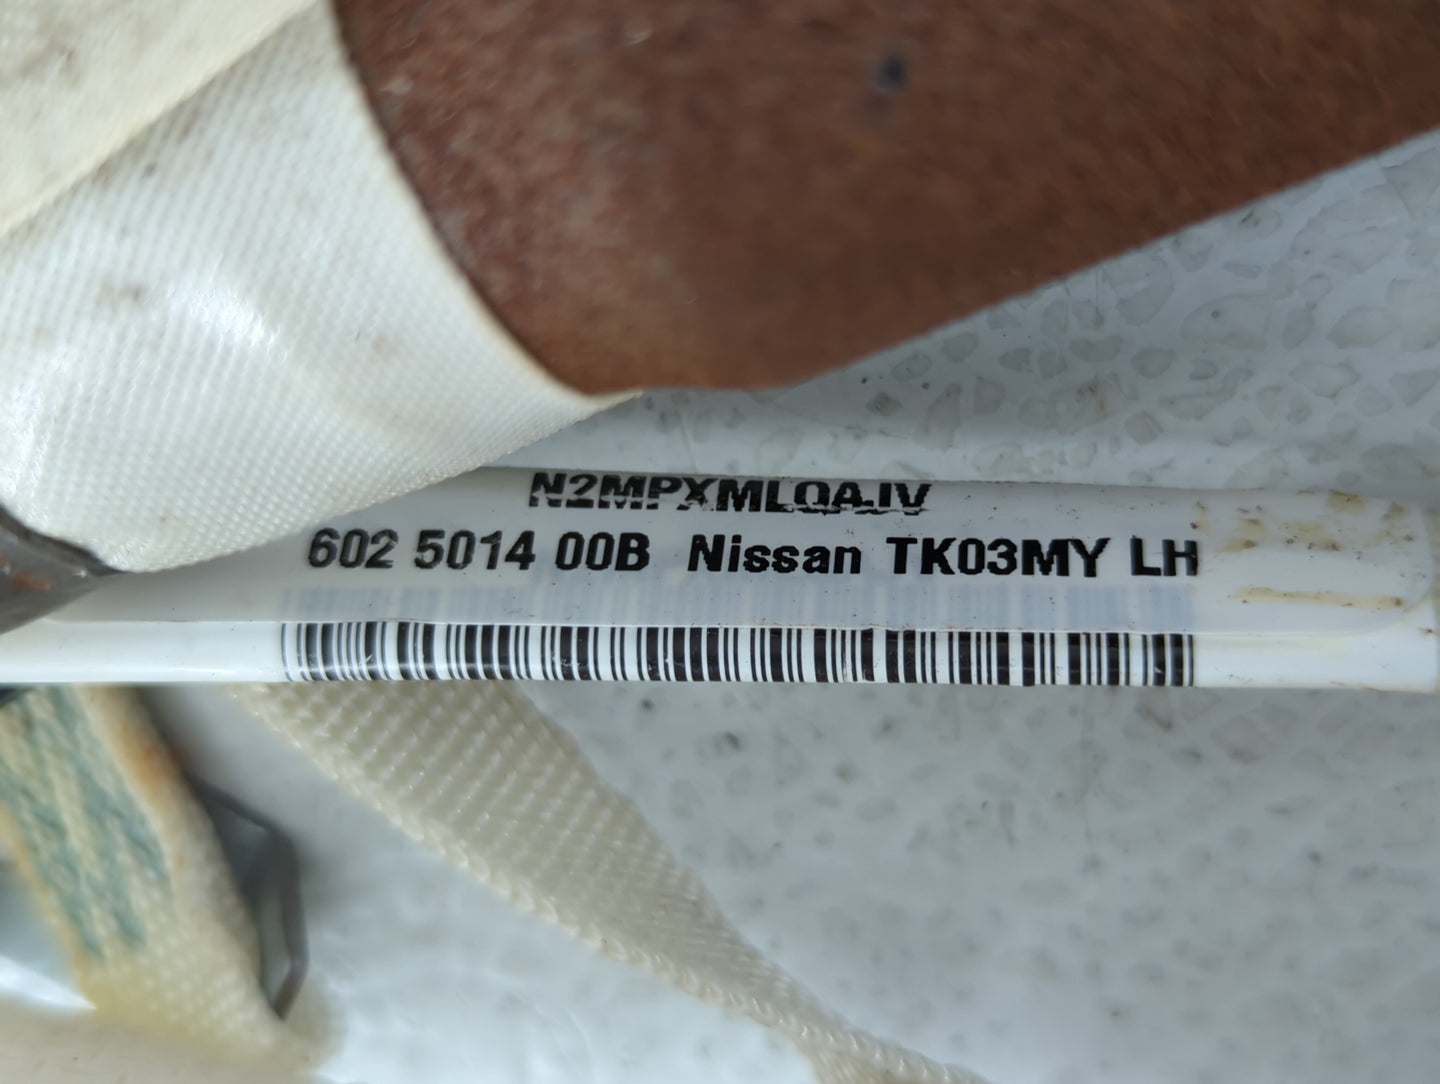 N2MPXMLQAJV
602 5014 00B Nissan TK03MY LH